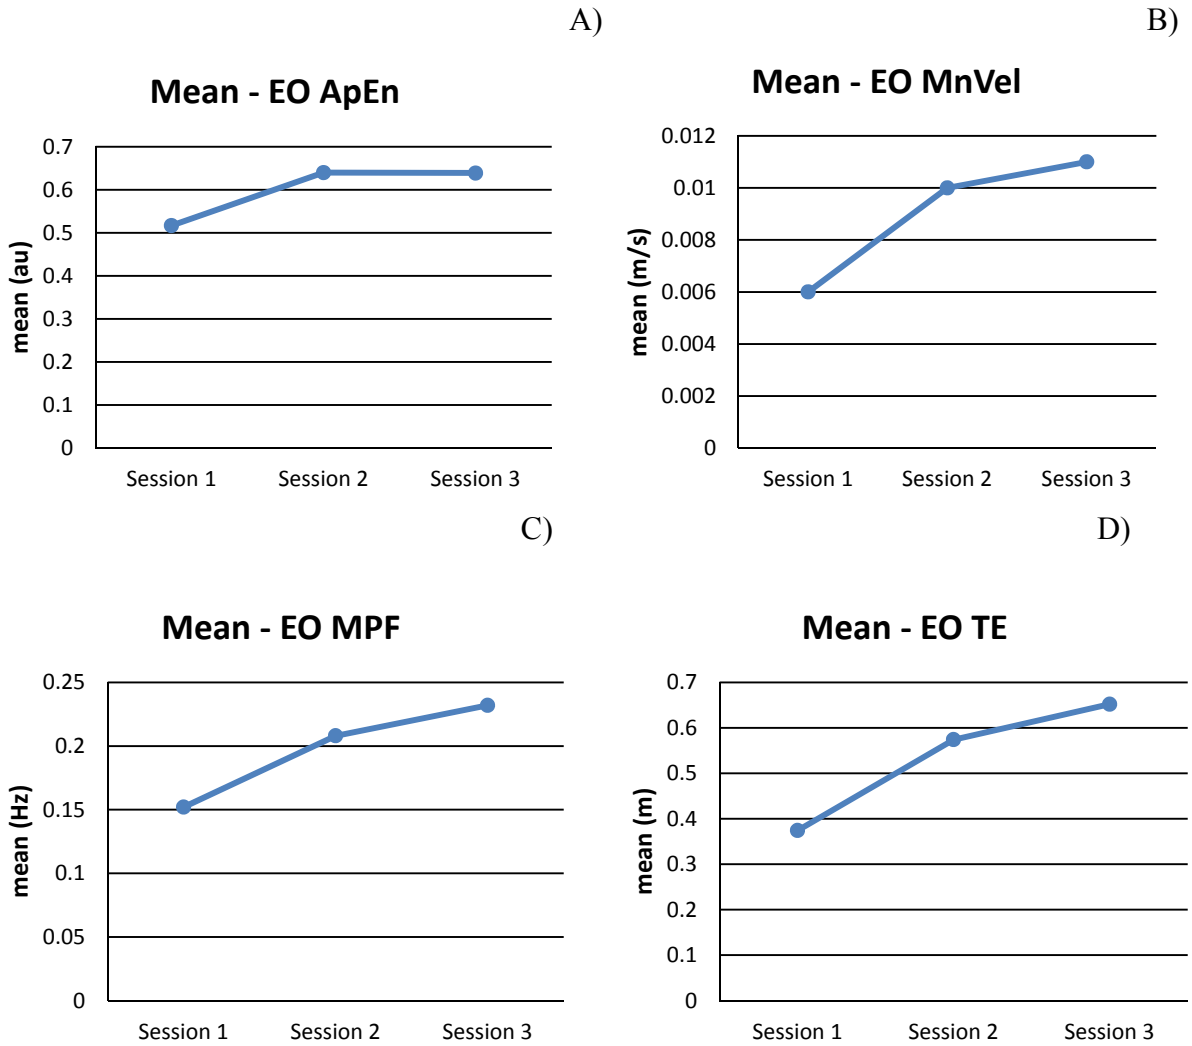 A)
Mean - EO ApEn
0.7
0.6
0.5
0.4
0.3
0.2
0.1
0
mean (au)
Session 1 Session 2 Session 3
B)
Mean - EO MnVel
0.012
0.01
0.008
0.006
0.004
0.002
0
mean (m/s)
Session 1 Session 2 Session 3
C)
Mean - EO MPF
0.25
0.2
0.15
0.1
0.05
0
mean (Hz)
Session 1 Session 2 Session 3
D)
Mean - EO TE
0.7
0.6
0.5
0.4
0.3
0.2
0.1
0
mean (m)
Session 1 Session 2 Session 3